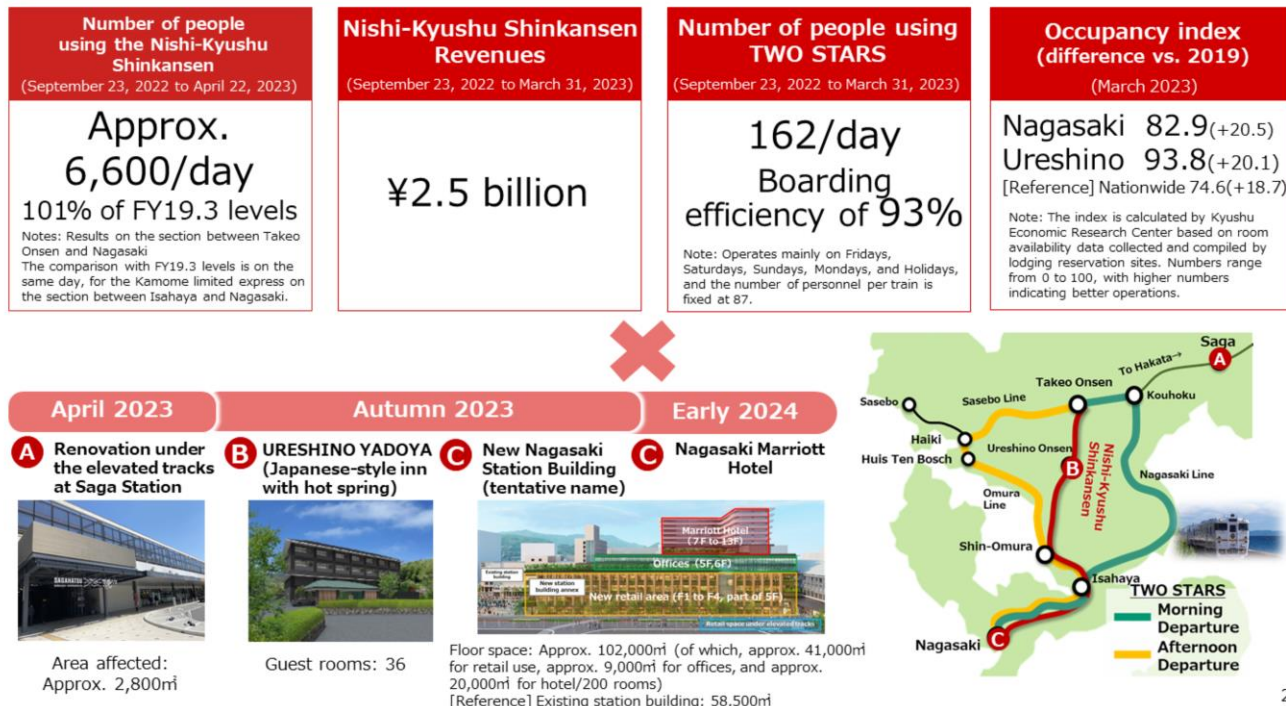 Number of people
using the Nishi-Kyushu
Shinkansen
(September 23, 2022 to April 22, 2023)
Approx.
6,600/day
101% of FY19.3 levels
Notes: Results on the section between Takeo
Onsen and Nagasaki
The comparison with FY19.3 levels is on the
same day, for the Kamome limited express on
the section between Isahaya and Nagasaki.
Nishi-Kyushu Shinkansen
Revenues
(September 23, 2022 to March 31, 2023)
¥2.5 billion
Number of people using
TWO STARS
(September 23, 2022 to March 31, 2023)
162/day
Boarding
efficiency of 93%
Note: Operates mainly on Fridays,
Saturdays, Sundays, Mondays, and Holidays,
and the number of personnel per train is
fixed at 87.
Occupancy index
(difference vs. 2019)
(March 2023)
Nagasaki 82.9(+20.5)
Ureshino 93.8(+20.1)
[Reference] Nationwide 74.6(+18.7)
Note: The index is calculated by Kyushu
Economic Research Center based on room
availability data collected and compiled by
lodging reservation sites. Numbers range
from 0 to 100, with higher numbers
indicating better operations.
April 2023
Autumn 2023
Early 2024
A Renovation under
the elevated tracks
at Saga Station
Area affected:
Approx. 2,800㎡
B URESHINO YADOYA
(Japanese-style inn
with hot spring)
Guest rooms: 36
C New Nagasaki
Station Building
(tentative name)
C Nagasaki Marriott
Hotel
Marriott Hotel
(7F to 13F)
Offices (5F,6F)
Existing station
building
New station
building annex
New retail area (F1 to F4, part of 5F)
Retail space under elevated tracks
Floor space: Approx. 102,000㎡ (of which, approx. 41,000㎡
for retail use, approx. 9,000㎡ for offices, and approx.
20,000㎡ for hotel/200 rooms)
[Reference] Existing station building: 58,500㎡
Saga
A
To Hakata→
Takeo Onsen
Kouhoku
Sasebo
Sasebo Line
Haiki
Ureshino Onsen
Huis Ten Bosch
B
Nishi-Kyushu
Shinkansen
Nagasaki Line
Omura
Line
Shin-Omura
Isahaya
Nagasaki
C
TWO STARS
Morning
Departure
Afternoon
Departure
2